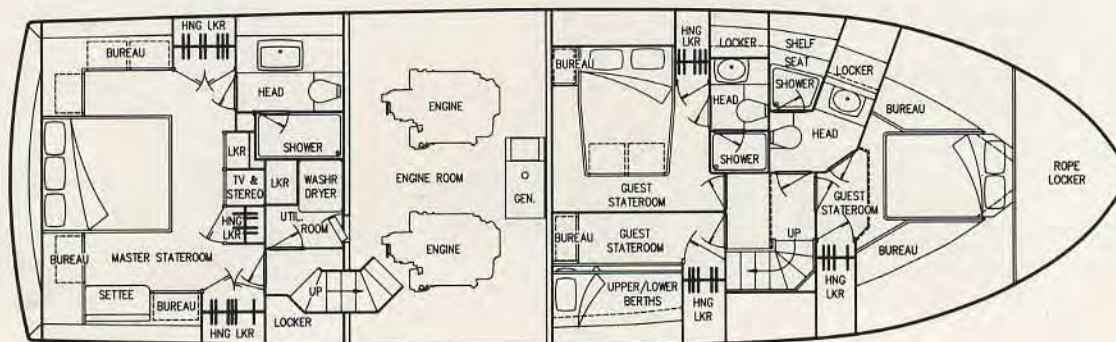 HNG LKR
BUREAU
HEAD
SHOWER
LKR
TV &
STEREO
LKR
WASHR
DRYER
HNG
LKR
UTIL.
ROOM
BUREAU
MASTER STATEROOM
SETTEE
BUREAU
HNG LKR
UP
LOCKER
ENGINE
ENGINE ROOM
GEN.
ENGINE
BUREAU
HNG
LKR
LOCKER
HEAD
SHOWER
GUEST
STATEROOM
BUREAU
GUEST
STATEROOM
UPPER/LOWER
BERTHS
HNG
LKR
SHELF
SEAT
SHOWER
LOCKER
HEAD
UP
GUEST
STATEROOM
HNG
LKR
BUREAU
BUREAU
ROPE
LOCKER